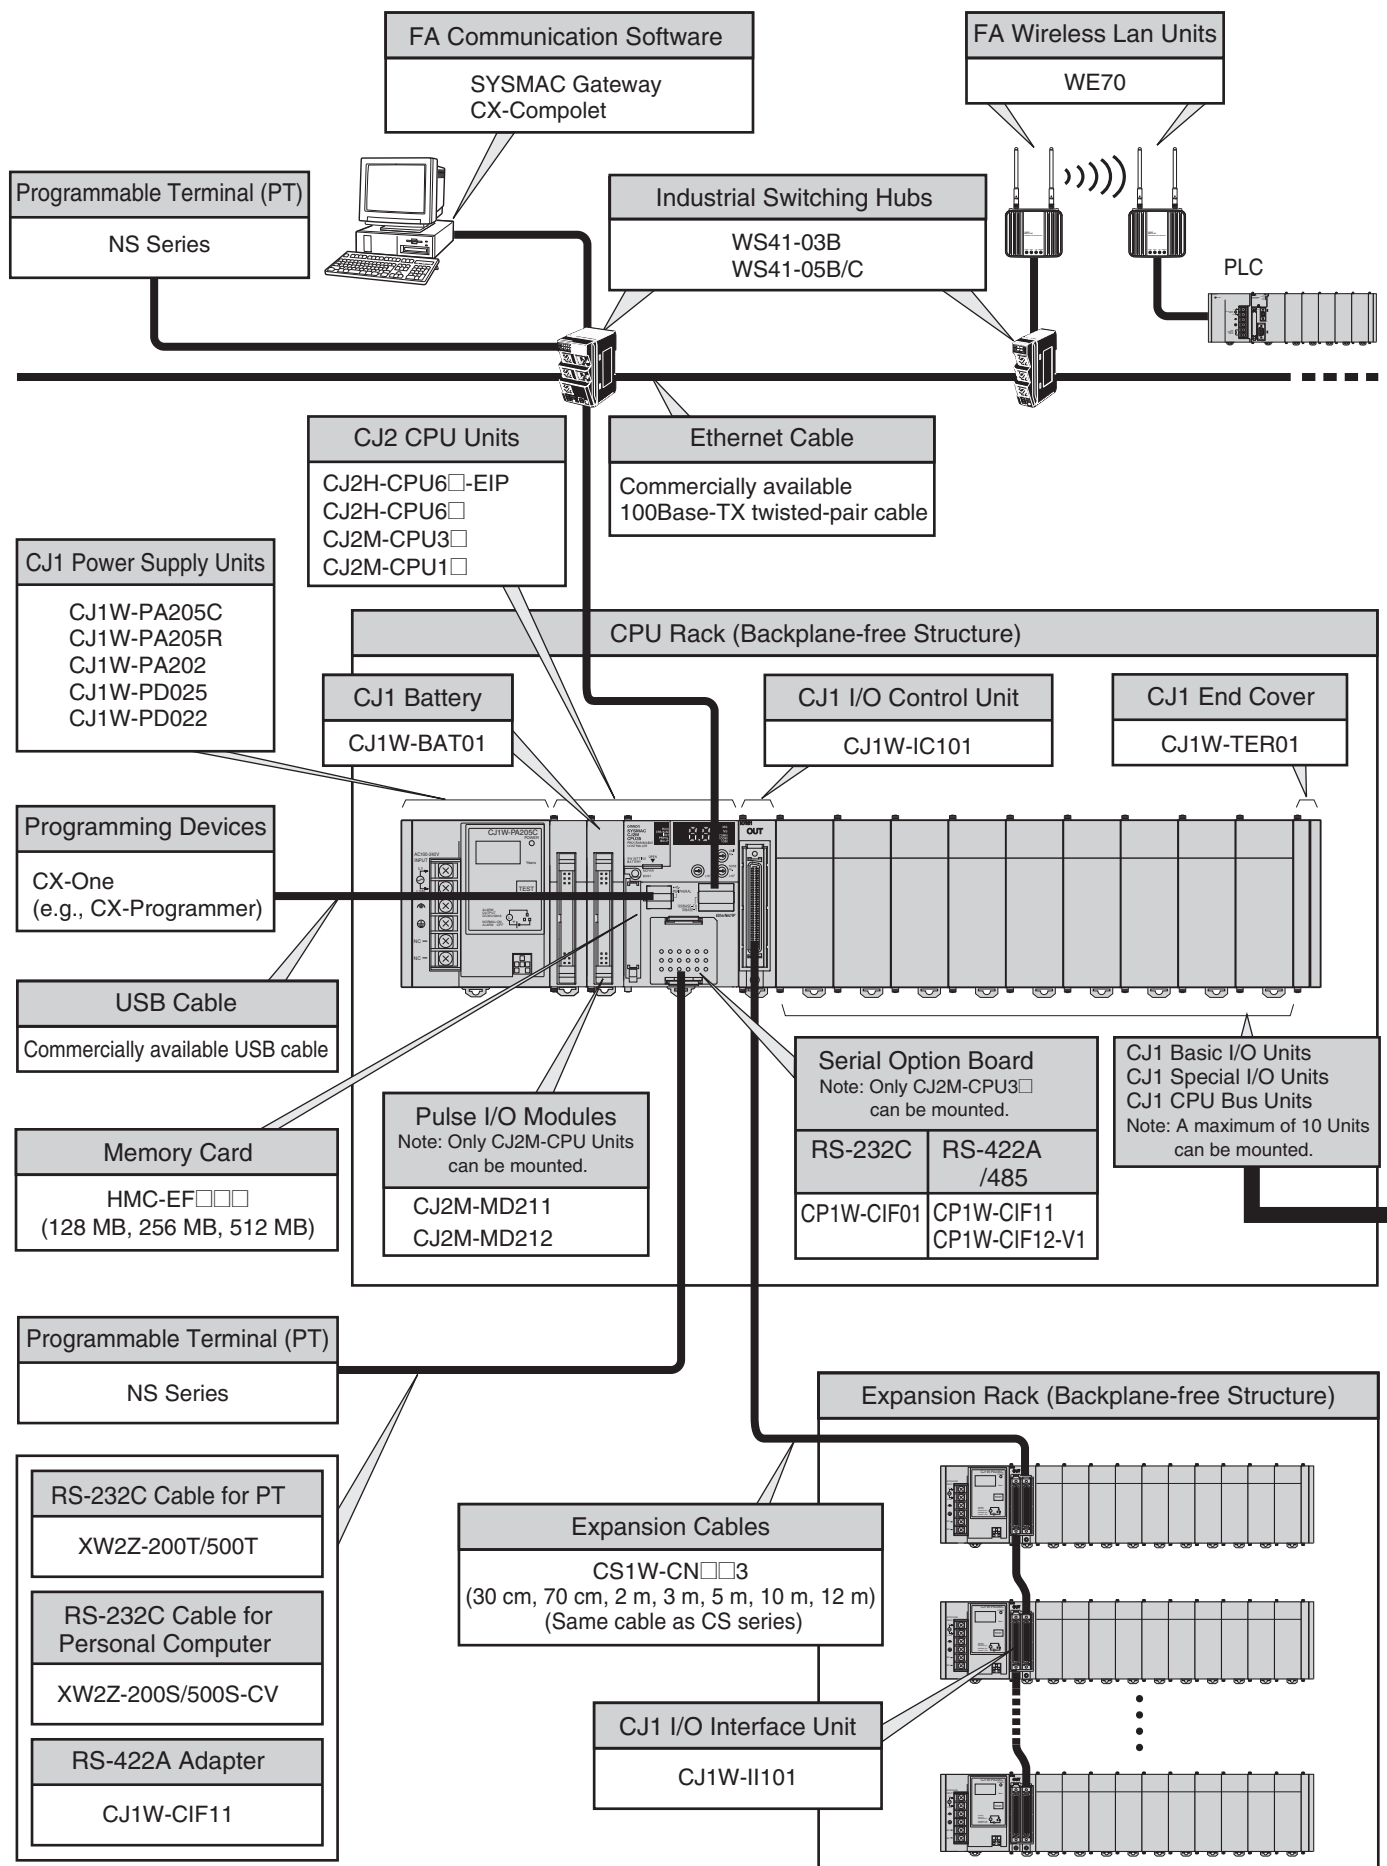 FA Communication Software
SYSMAC Gateway
CX-Compolet
FA Wireless Lan Units
WE70
Programmable Terminal (PT)
NS Series
Industrial Switching Hubs
WS41-03B
WS41-05B/C
PLC
CJ2 CPU Units
CJ2H-CPU6□-EIP
CJ2H-CPU6□
CJ2M-CPU3□
CJ2M-CPU1□
Ethernet Cable
Commercially available
100Base-TX twisted-pair cable
CJ1 Power Supply Units
CJ1W-PA205C
CJ1W-PA205R
CJ1W-PA202
CJ1W-PD025
CJ1W-PD022
CPU Rack (Backplane-free Structure)
CJ1 Battery
CJ1W-BAT01
CJ1 I/O Control Unit
CJ1W-IC101
CJ1 End Cover
CJ1W-TER01
Programming Devices
CX-One
(e.g., CX-Programmer)
CJ1W-PA205C
POWER
AC100-240V
INPUT
TEST
NC
NC
SYSMAC
CJ2M
OPEN
PERIPHERAL
OUT
USB Cable
Commercially available USB cable
Memory Card
HMC-EF□□□
(128 MB, 256 MB, 512 MB)
Pulse I/O Modules
Note: Only CJ2M-CPU Units
can be mounted.
CJ2M-MD211
CJ2M-MD212
Serial Option Board
Note: Only CJ2M-CPU3□
can be mounted.
RS-232C
RS-422A
/485
CP1W-CIF01
CP1W-CIF11
CP1W-CIF12-V1
CJ1 Basic I/O Units
CJ1 Special I/O Units
CJ1 CPU Bus Units
Note: A maximum of 10 Units
can be mounted.
Programmable Terminal (PT)
NS Series
RS-232C Cable for PT
XW2Z-200T/500T
RS-232C Cable for
Personal Computer
XW2Z-200S/500S-CV
RS-422A Adapter
CJ1W-CIF11
Expansion Rack (Backplane-free Structure)
Expansion Cables
CS1W-CN□□3
(30 cm, 70 cm, 2 m, 3 m, 5 m, 10 m, 12 m)
(Same cable as CS series)
CJ1 I/O Interface Unit
CJ1W-II101